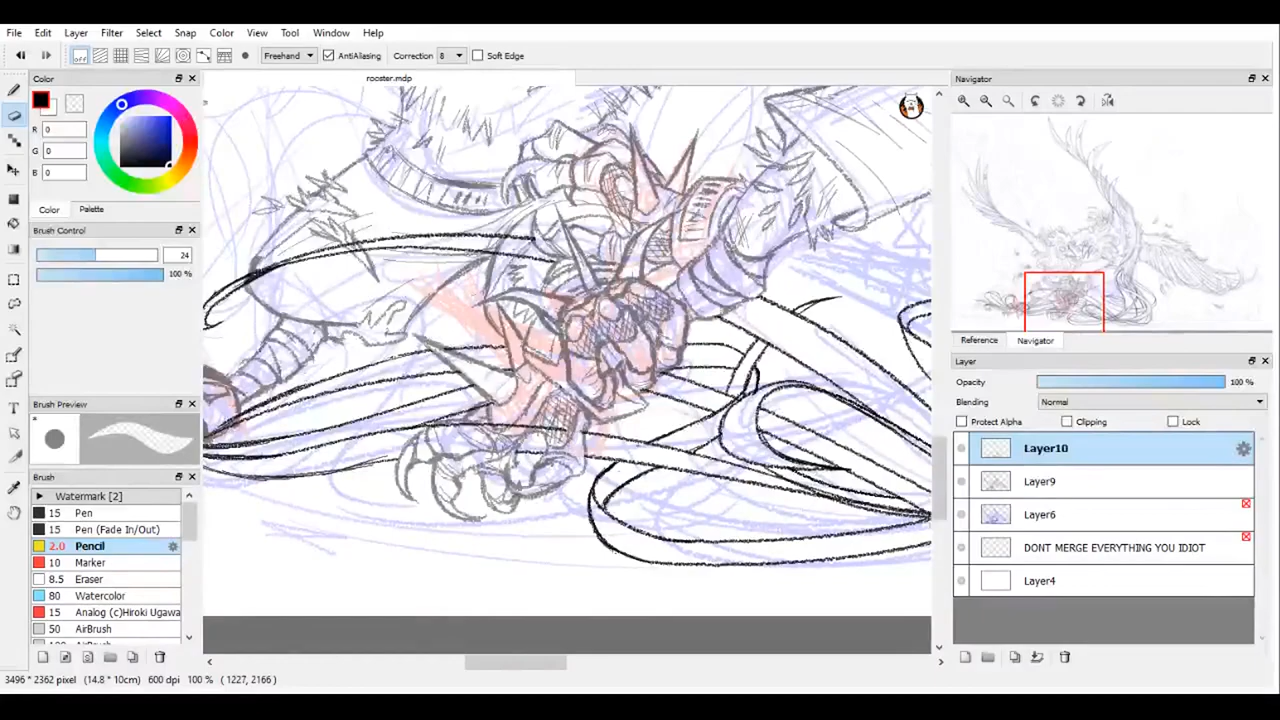 File Edit Layer Filter Select Snap Color View Tool Window Help
off Freehand AntiAliasing Correction 8 Soft Edge
Color
rooster.mdp
Navigator
R 0
G 0
B 0
Color Palette
Brush Control
24
100 %
Reference Navigator
Layer
Opacity 100 %
Blending Normal
Protect Alpha Clipping Lock
Layer10
Layer9
Layer6
DONT MERGE EVERYTHING YOU IDIOT
Layer4
Brush Preview
Brush
Watermark [2]
15 Pen
15 Pen (Fade In/Out)
2.0 Pencil
10 Marker
8.5 Eraser
80 Watercolor
15 Analog (c)Hiroki Ugawa
50 AirBrush
AirBrush
3496 * 2362 pixel (14.8 * 10cm) 600 dpi 100 % ( 1227, 2166 )